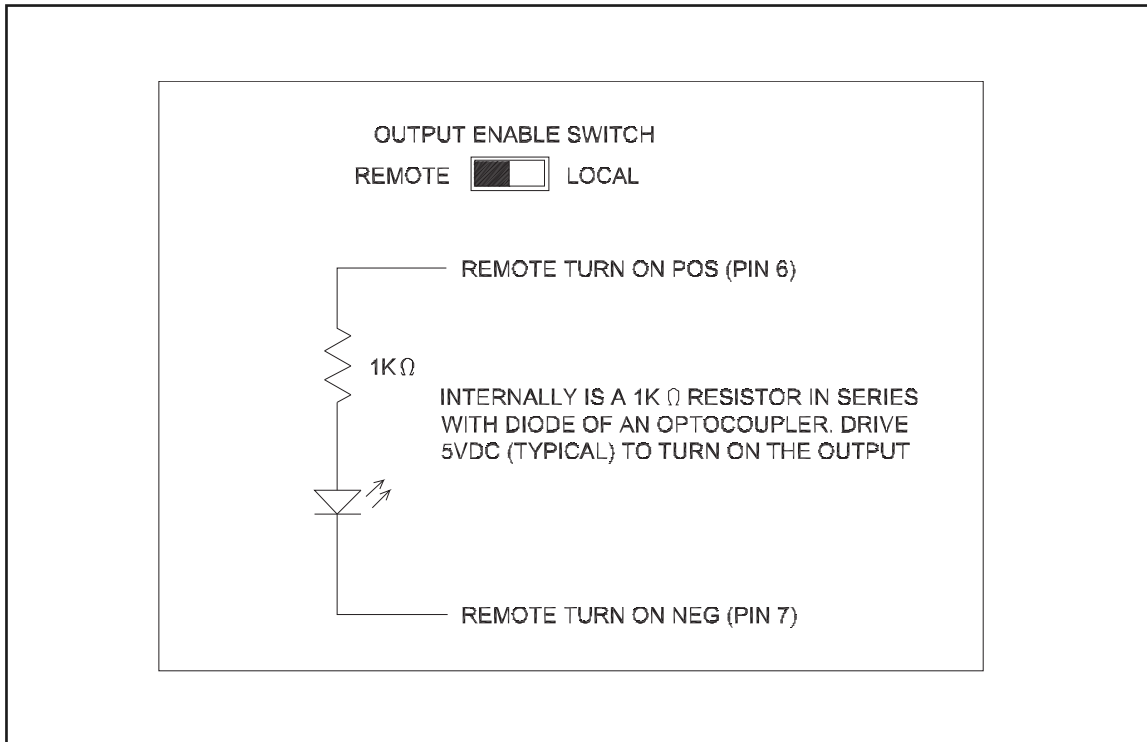 OUTPUT ENABLE SWITCH
REMOTE LOCAL
REMOTE TURN ON POS (PIN 6)
1K Ω
INTERNALLY IS A 1K Ω RESISTOR IN SERIES
WITH DIODE OF AN OPTOCOUPLER. DRIVE
5VDC (TYPICAL) TO TURN ON THE OUTPUT
REMOTE TURN ON NEG (PIN 7)